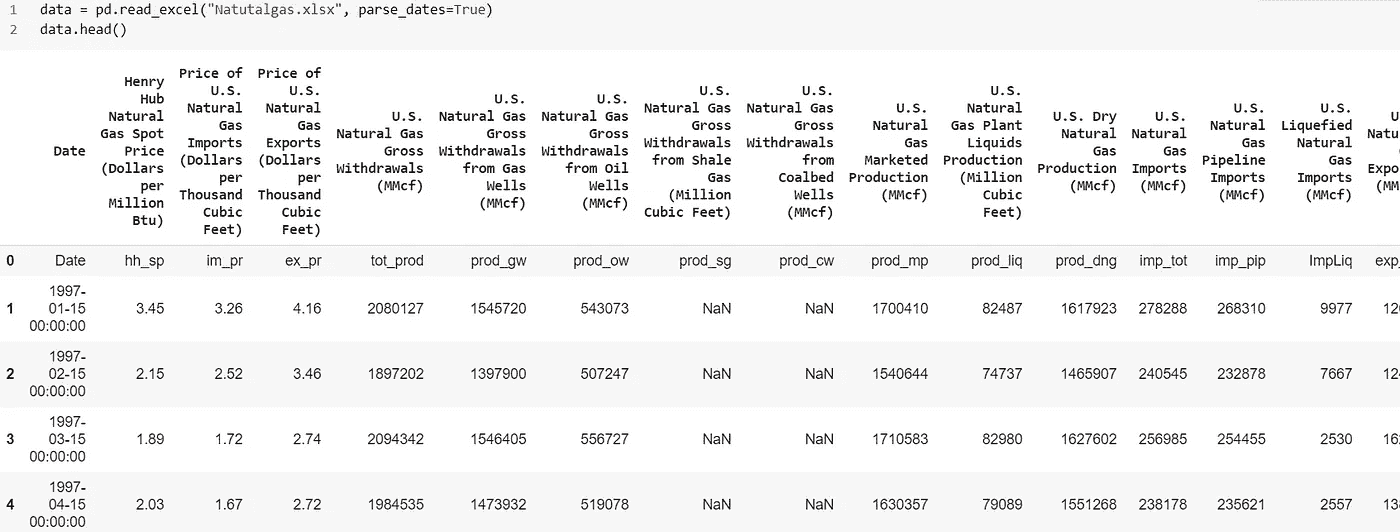 1 data = pd.read_excel("Natutalgas.xlsx", parse_dates=True)
2 data.head()
Date Henry Hub Natural Gas Spot Price (Dollars per Million Btu) Price of U.S. Natural Gas Imports (Dollars per Thousand Cubic Feet) Price of U.S. Natural Gas Exports (Dollars per Thousand Cubic Feet) U.S. Natural Gas Gross Withdrawals (MMcf) U.S. Natural Gas Gross Withdrawals from Gas Wells (MMcf) U.S. Natural Gas Gross Withdrawals from Oil Wells (MMcf) U.S. Natural Gas Gross Withdrawals from Shale Gas (Million Cubic Feet) U.S. Natural Gas Gross Withdrawals from Coalbed Wells (MMcf) U.S. Natural Gas Marketed Production (MMcf) U.S. Natural Gas Plant Liquids Production (Million Cubic Feet) U.S. Dry Natural Gas Production (MMcf) U.S. Natural Gas Imports (MMcf) U.S. Natural Gas Pipeline Imports (MMcf) U.S. Liquefied Natural Gas Imports (MMcf)
0 Date hh_sp im_pr ex_pr tot_prod prod_gw prod_ow prod_sg prod_cw prod_mp prod_liq prod_dng imp_tot imp_pip ImpLiq
1 1997-01-15 00:00:00 3.45 3.26 4.16 2080127 1545720 543073 NaN NaN 1700410 82487 1617923 278288 268310 9977
2 1997-02-15 00:00:00 2.15 2.52 3.46 1897202 1397900 507247 NaN NaN 1540644 74737 1465907 240545 232878 7667
3 1997-03-15 00:00:00 1.89 1.72 2.74 2094342 1546405 556727 NaN NaN 1710583 82980 1627602 256985 254455 2530
4 1997-04-15 00:00:00 2.03 1.67 2.72 1984535 1473932 519078 NaN NaN 1630357 79089 1551268 238178 235621 2557